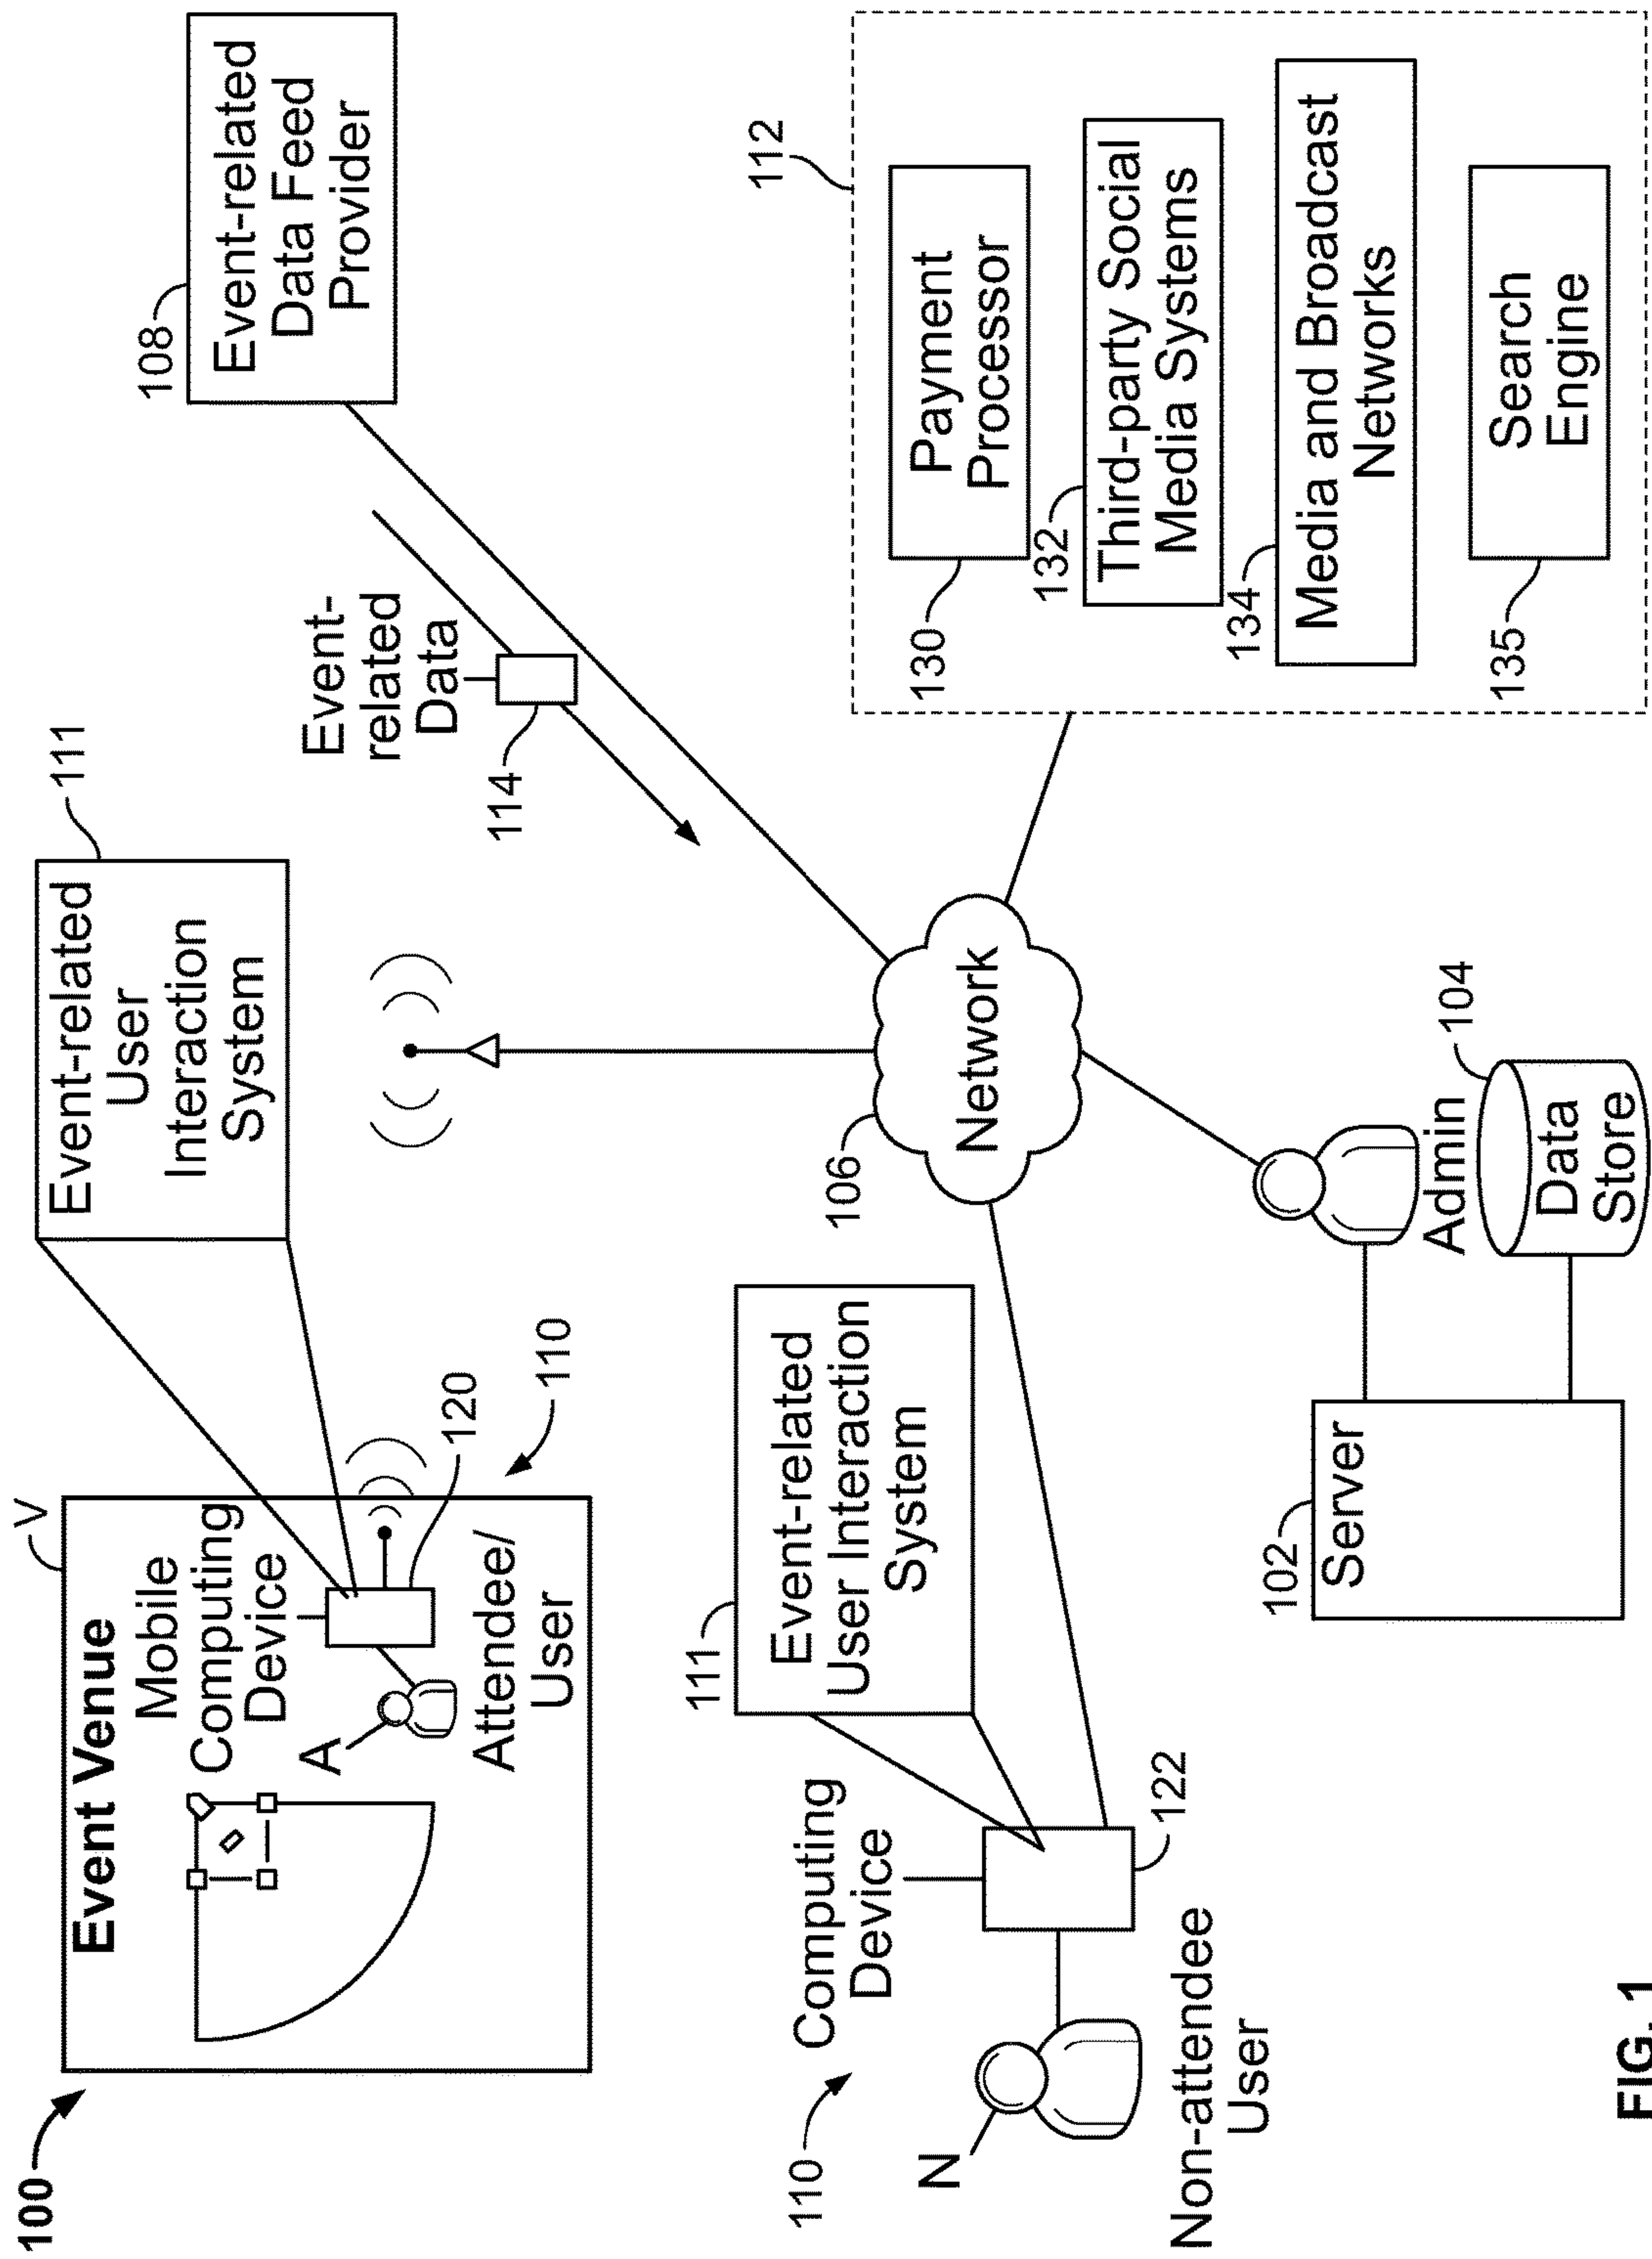 100
V
Event Venue
Mobile
Computing
Device
A
Attendee/
User
120
110
111
Event-related
User
Interaction
System
108
Event-related
Data Feed
Provider
Event-
related
Data
114
110
N
Non-attendee
User
Computing
Device
122
111
Event-related
User Interaction
System
106
Network
112
130
Payment
Processor
132
Third-party Social
Media Systems
134
Media and Broadcast
Networks
135
Search
Engine
102
Server
Admin
104
Data
Store
FIG. 1